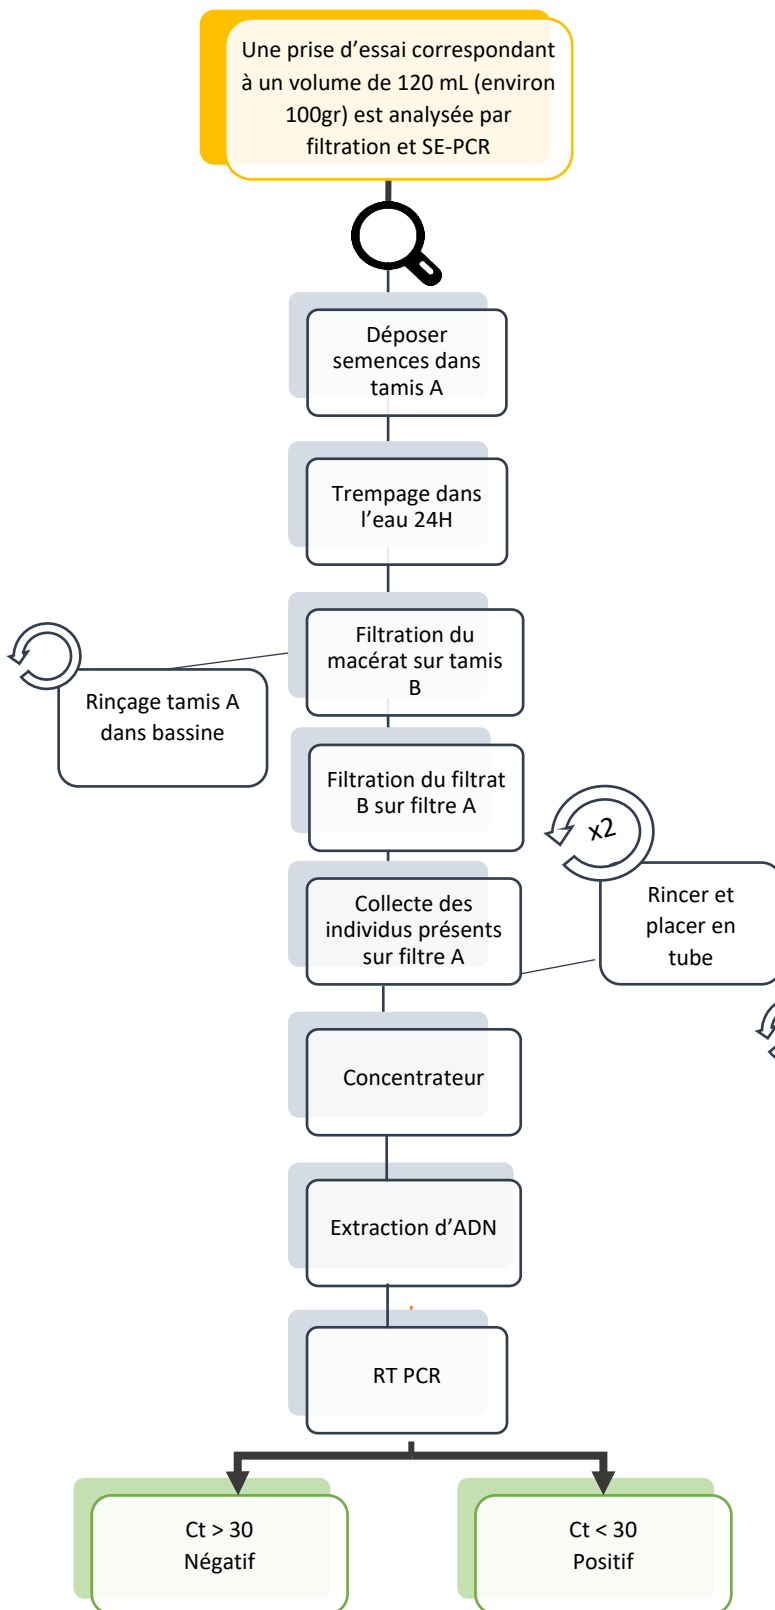 Une prise d’essai correspondant
à un volume de 120 mL (environ
100gr) est analysée par
filtration et SE-PCR
Déposer
semences dans
tamis A
Trempage dans
l’eau 24H
Filtration du
macérat sur tamis
B
Rinçage tamis A
dans bassine
Filtration du filtrat
B sur filtre A
x2
Collecte des
individus présents
sur filtre A
Rincer et
placer en
tube
Concentrateur
Extraction d’ADN
RT PCR
Ct > 30
Négatif
Ct < 30
Positif